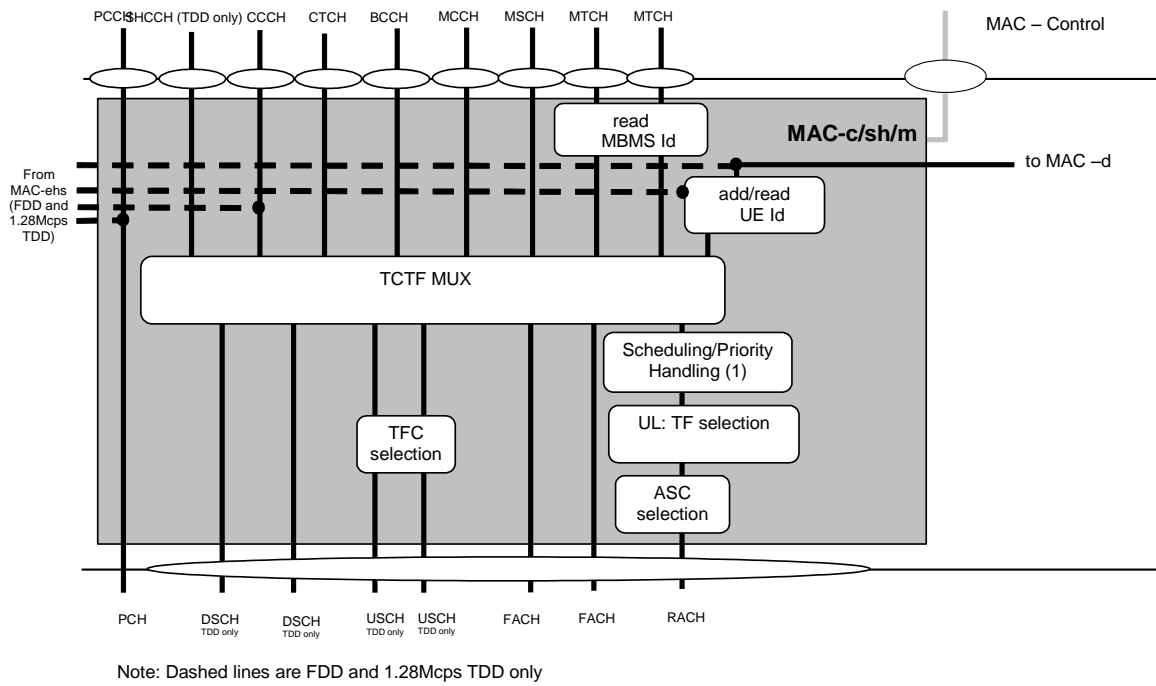 PCCH SHCCH (TDD only) CCCH CTCH BCCH MCCH MSCH MTCH MTCH
MAC – Control
read
MBMS Id
MAC-c/sh/m
to MAC –d
From
MAC-ehs
(FDD and
1.28Mcps
TDD)
add/read
UE Id
TCTF MUX
Scheduling/Priority
Handling (1)
UL: TF selection
TFC
selection
ASC
selection
PCH DSCH DSCH USCH USCH FACH FACH RACH
TDD only TDD only TDD only TDD only
Note: Dashed lines are FDD and 1.28Mcps TDD only